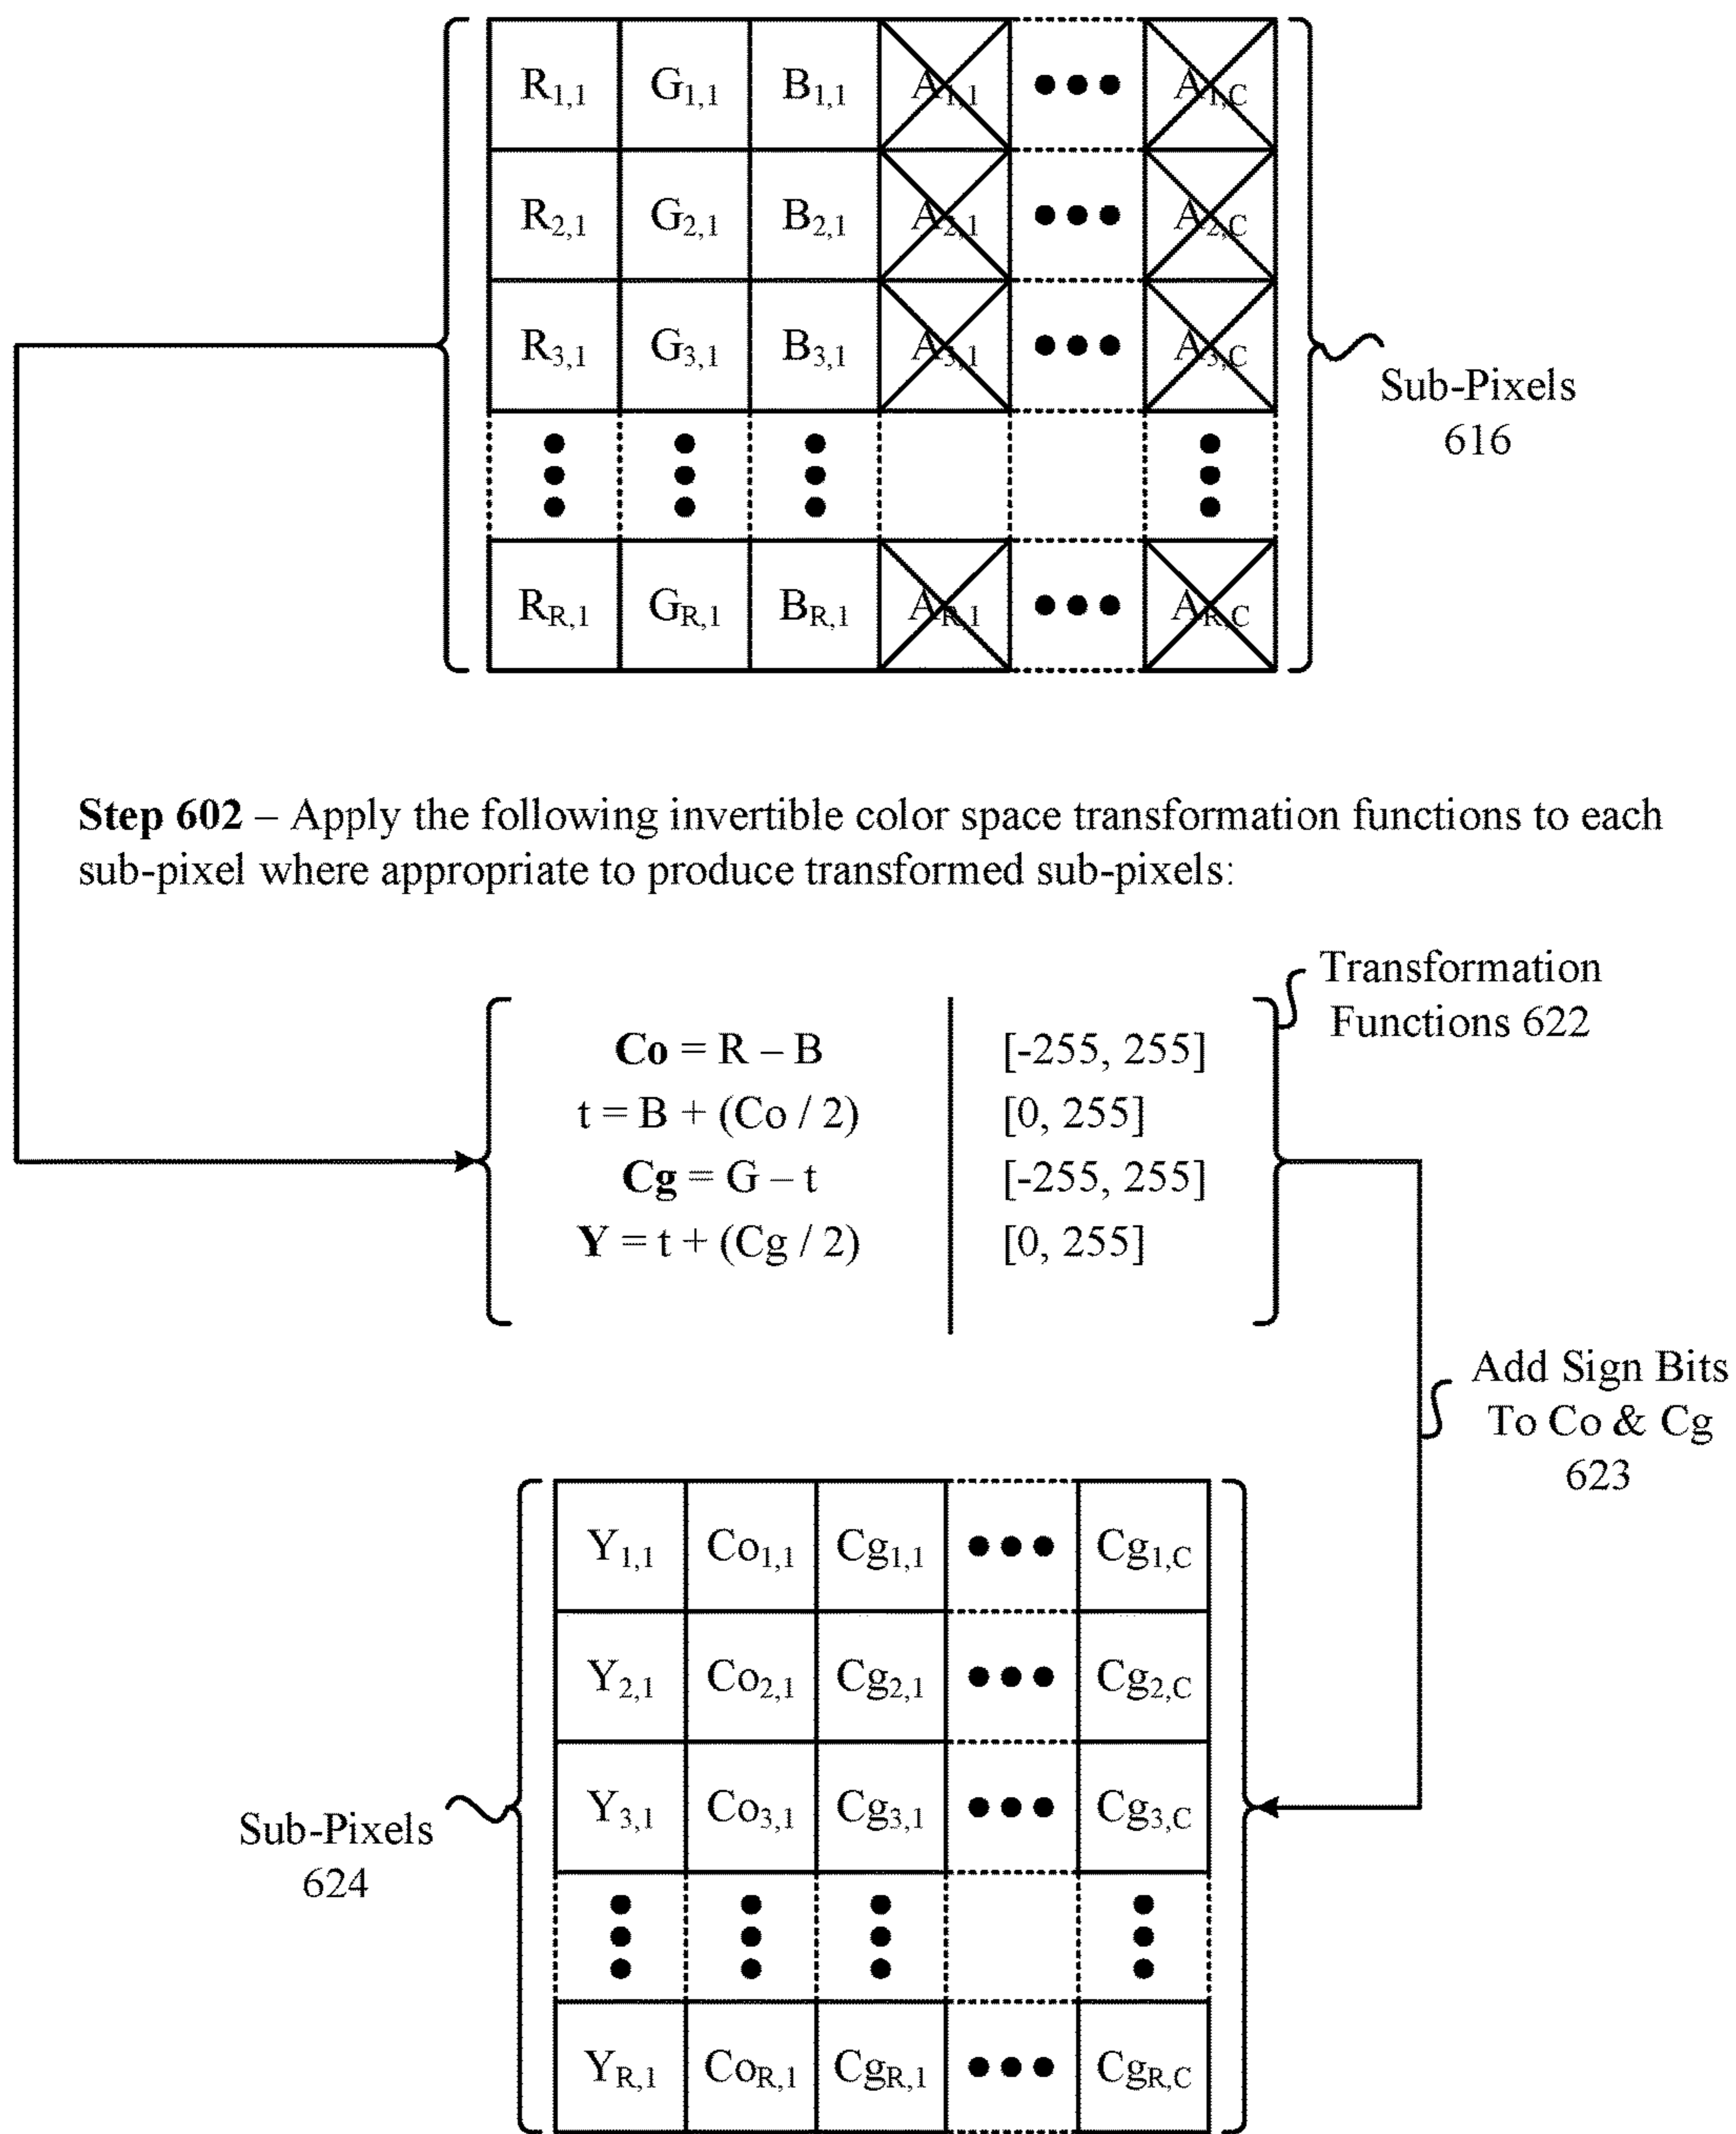 R1,1 G1,1 B1,1 A1,1 ●●● A1,C
R2,1 G2,1 B2,1 A2,1 ●●● A2,C
R3,1 G3,1 B3,1 A3,1 ●●● A3,C
Sub-Pixels
616
RR,1 GR,1 BR,1 AR,1 ●●● AR,C
Step 602 – Apply the following invertible color space transformation functions to each
sub-pixel where appropriate to produce transformed sub-pixels:
Transformation
Functions 622
Co = R – B [-255, 255]
t = B + (Co / 2) [0, 255]
Cg = G – t [-255, 255]
Y = t + (Cg / 2) [0, 255]
Add Sign Bits
To Co & Cg
623
Y1,1 Co1,1 Cg1,1 ●●● Cg1,C
Y2,1 Co2,1 Cg2,1 ●●● Cg2,C
Y3,1 Co3,1 Cg3,1 ●●● Cg3,C
Sub-Pixels
624
YR,1 CoR,1 CgR,1 ●●● CgR,C